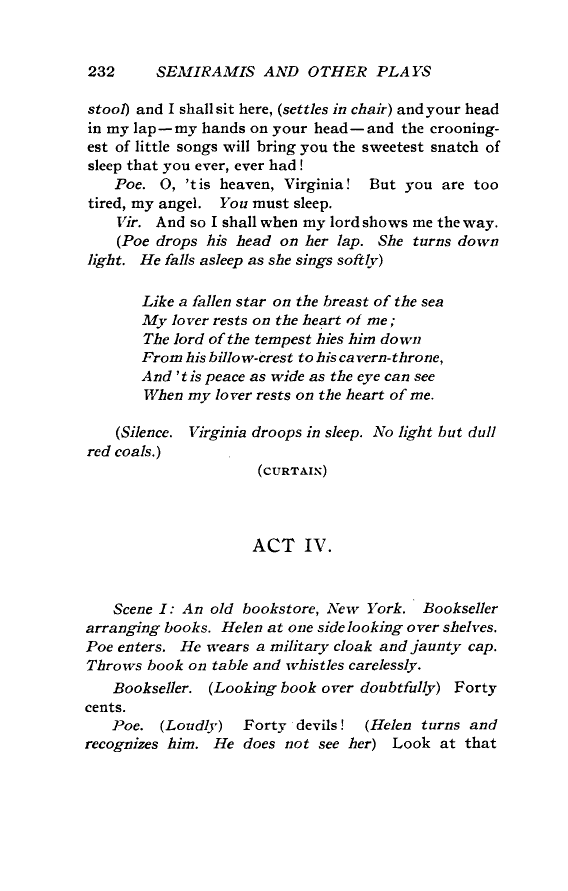 232 SEMIRAMIS AND OTHER PLAYS
stool) and I shall sit here, (settles in chair) and your head
in my lap—my hands on your head—and the crooning-
est of little songs will bring you the sweetest snatch of
sleep that you ever, ever had!
Poe. O, 'tis heaven, Virginia! But you are too
tired, my angel. You must sleep.
Vir. And so I shall when my lord shows me the way.
(Poe drops his head on her lap. She turns down
light. He falls asleep as she sings softly)
Like a fallen star on the breast of the sea
My lover rests on the heart of me;
The lord of the tempest hies him down
From his billow-crest to his cavern-throne,
And 'tis peace as wide as the eye can see
When my lover rests on the heart of me.
(Silence. Virginia droops in sleep. No light but dull
red coals.)
(CURTAIN)
ACT IV.
Scene I: An old bookstore, New York. Bookseller
arranging books. Helen at one side looking over shelves.
Poe enters. He wears a military cloak and jaunty cap.
Throws book on table and whistles carelessly.
Bookseller. (Looking book over doubtfully) Forty
cents.
Poe. (Loudly) Forty devils! (Helen turns and
recognizes him. He does not see her) Look at that